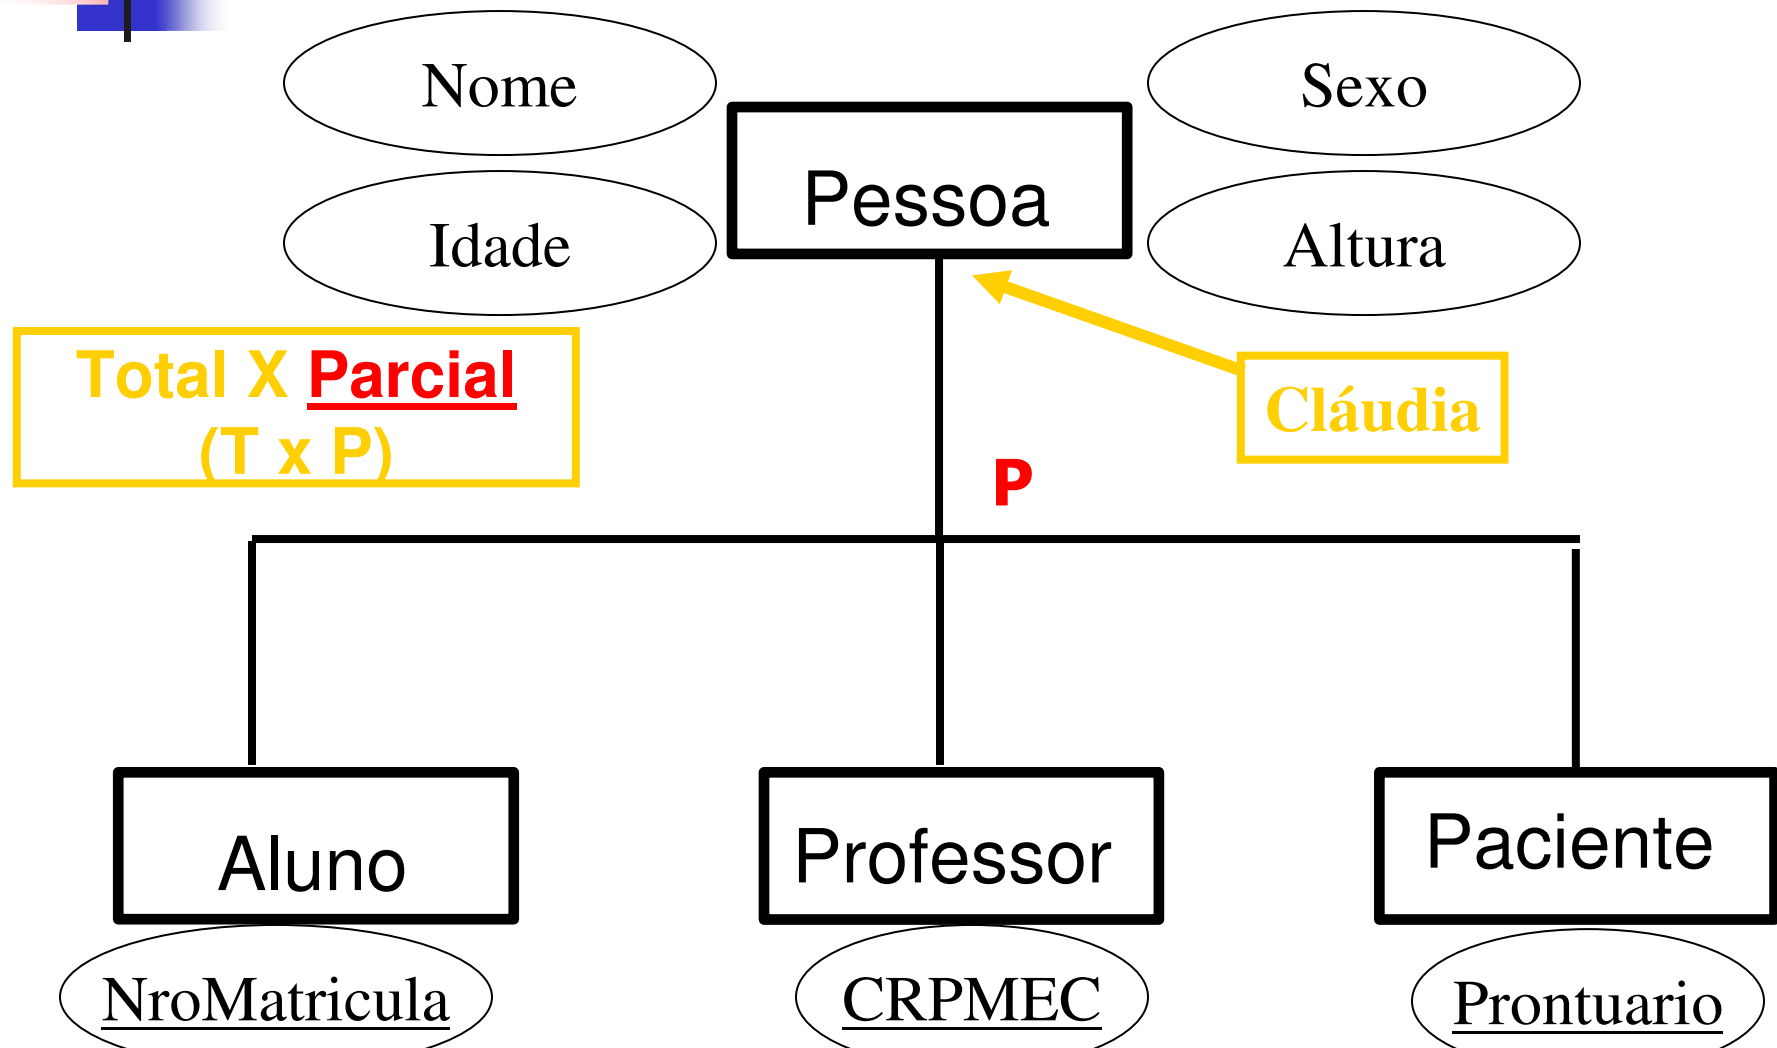 Nome
Sexo
Pessoa
Idade
Altura
Total X Parcial
(T x P)
Cláudia
P
Aluno
Professor
Paciente
NroMatricula
CRPMEC
Prontuario